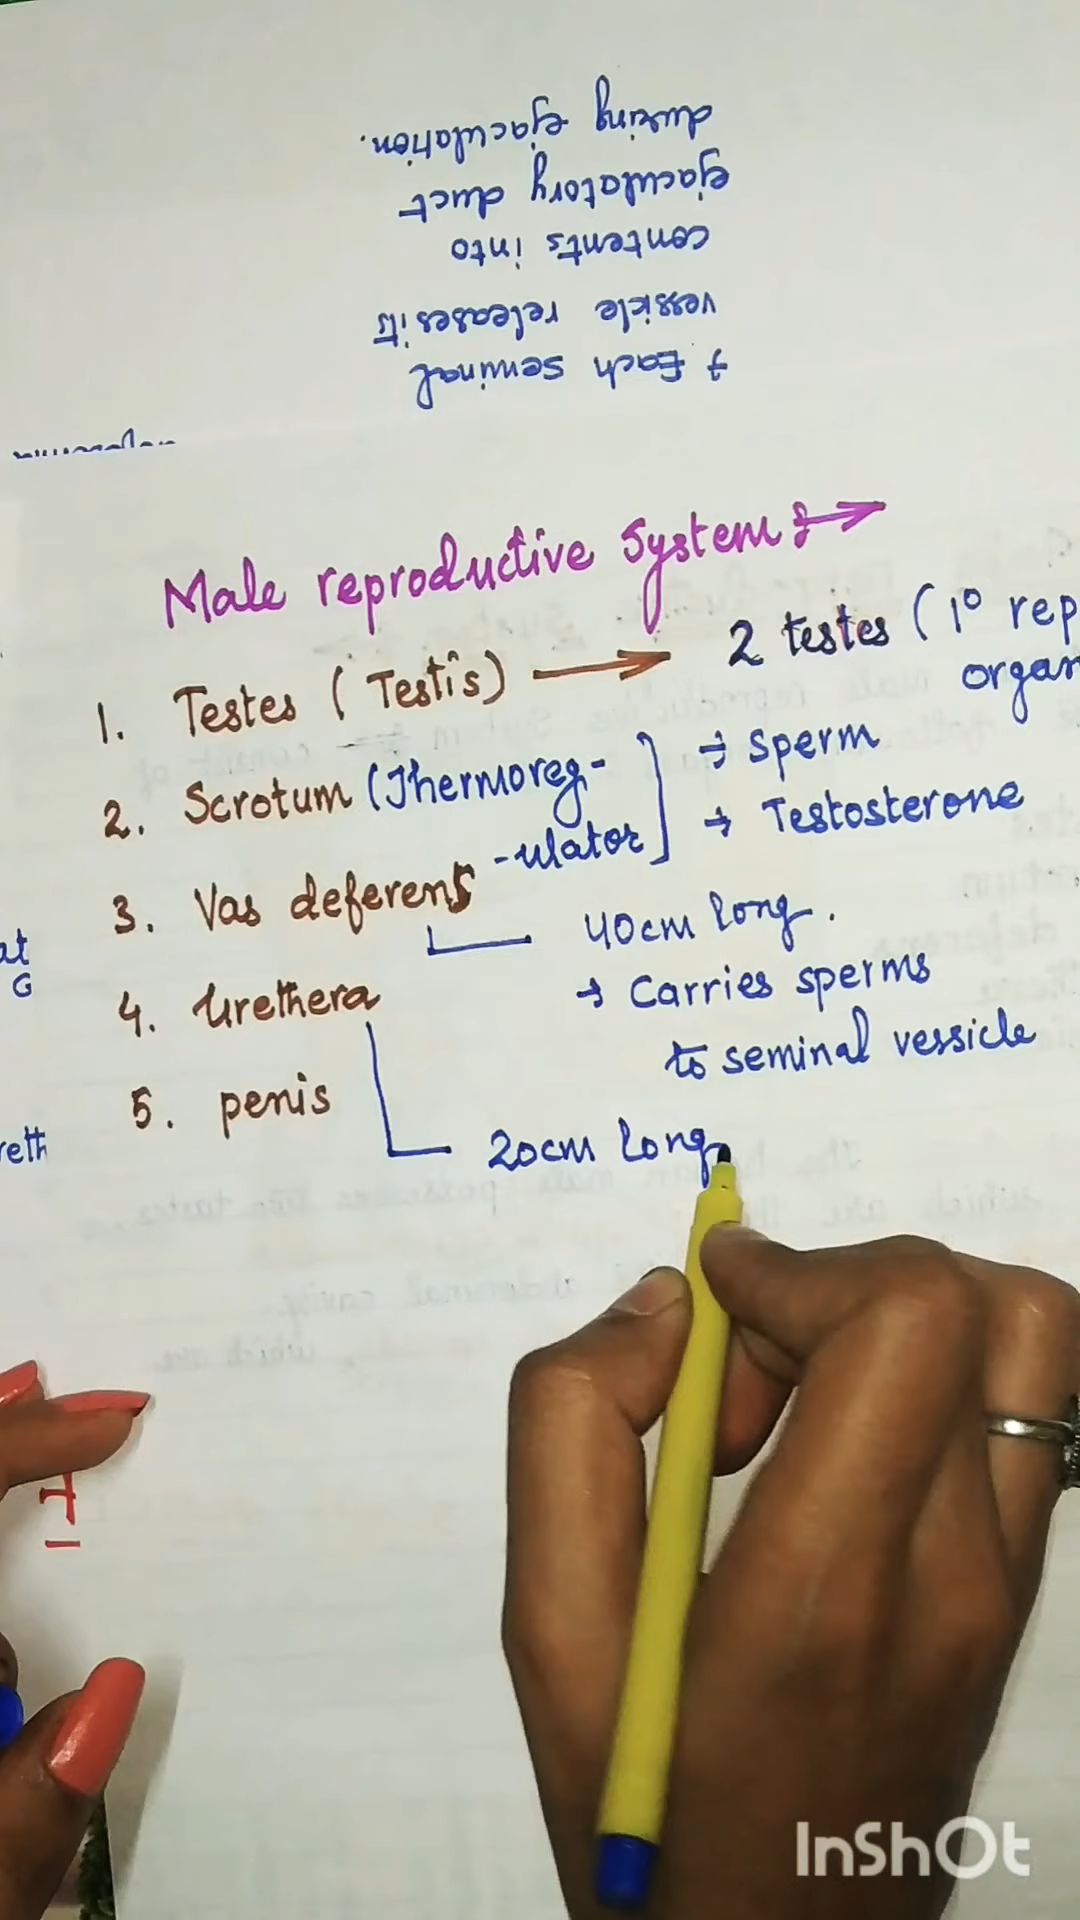 → Each seminal
vessicle releases its
contents into
ejaculatory duct
during ejaculation.
Male reproductive System :→
1. Testes ( Testis) → 2 testes ( 1° rep
organ
2. Scrotum (Thermoreg-
-ulator
→ sperm
→ Testosterone
3. Vas deferens
40cm long.
→ Carries sperms
to seminal vessicle
4. Urethera
5. penis
20cm long
at
G
reth
InShOt